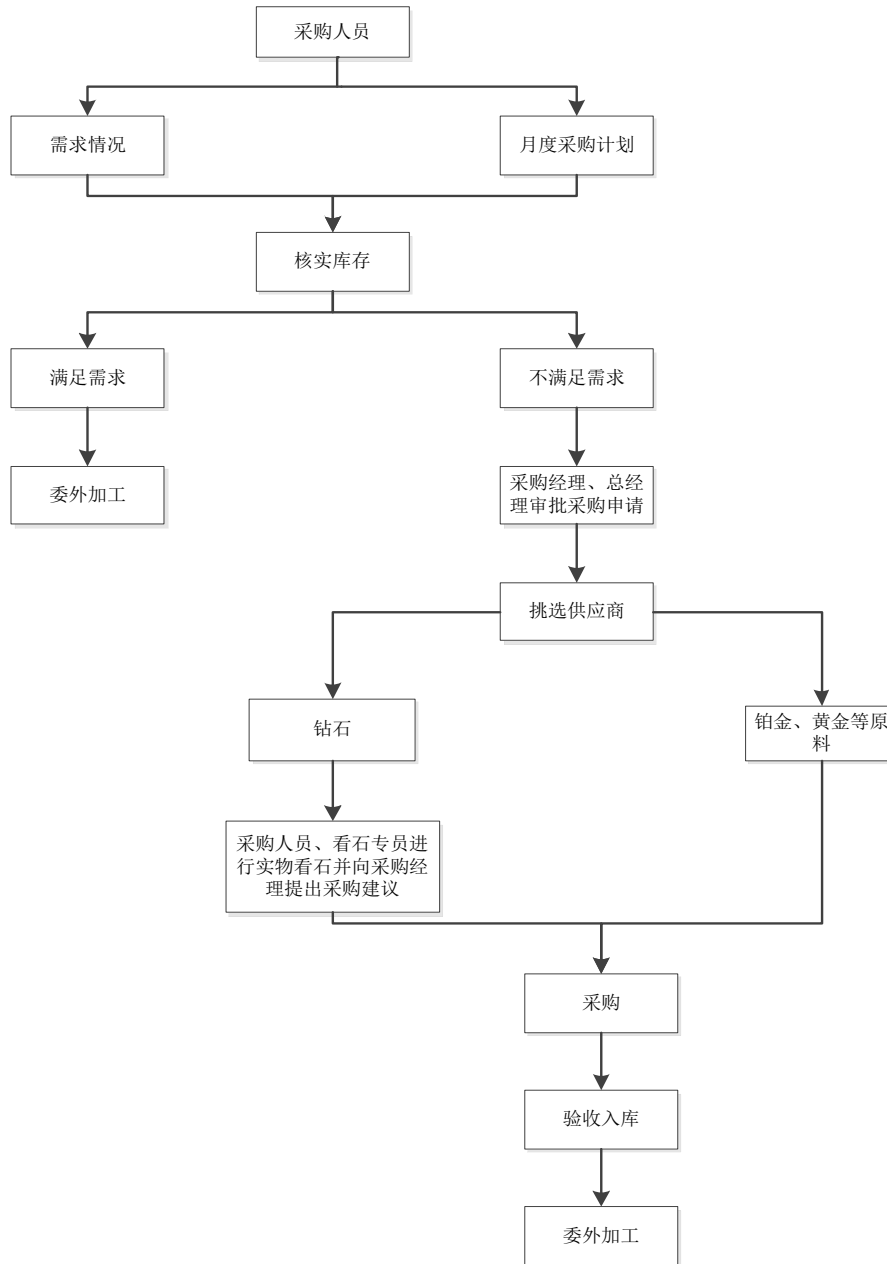 采购人员
需求情况
月度采购计划
核实库存
满足需求
不满足需求
委外加工
采购经理、总经
理审批采购申请
挑选供应商
钻石
铂金、黄金等原
料
采购人员、看石专员进
行实物看石并向采购经
理提出采购建议
采购
验收入库
委外加工